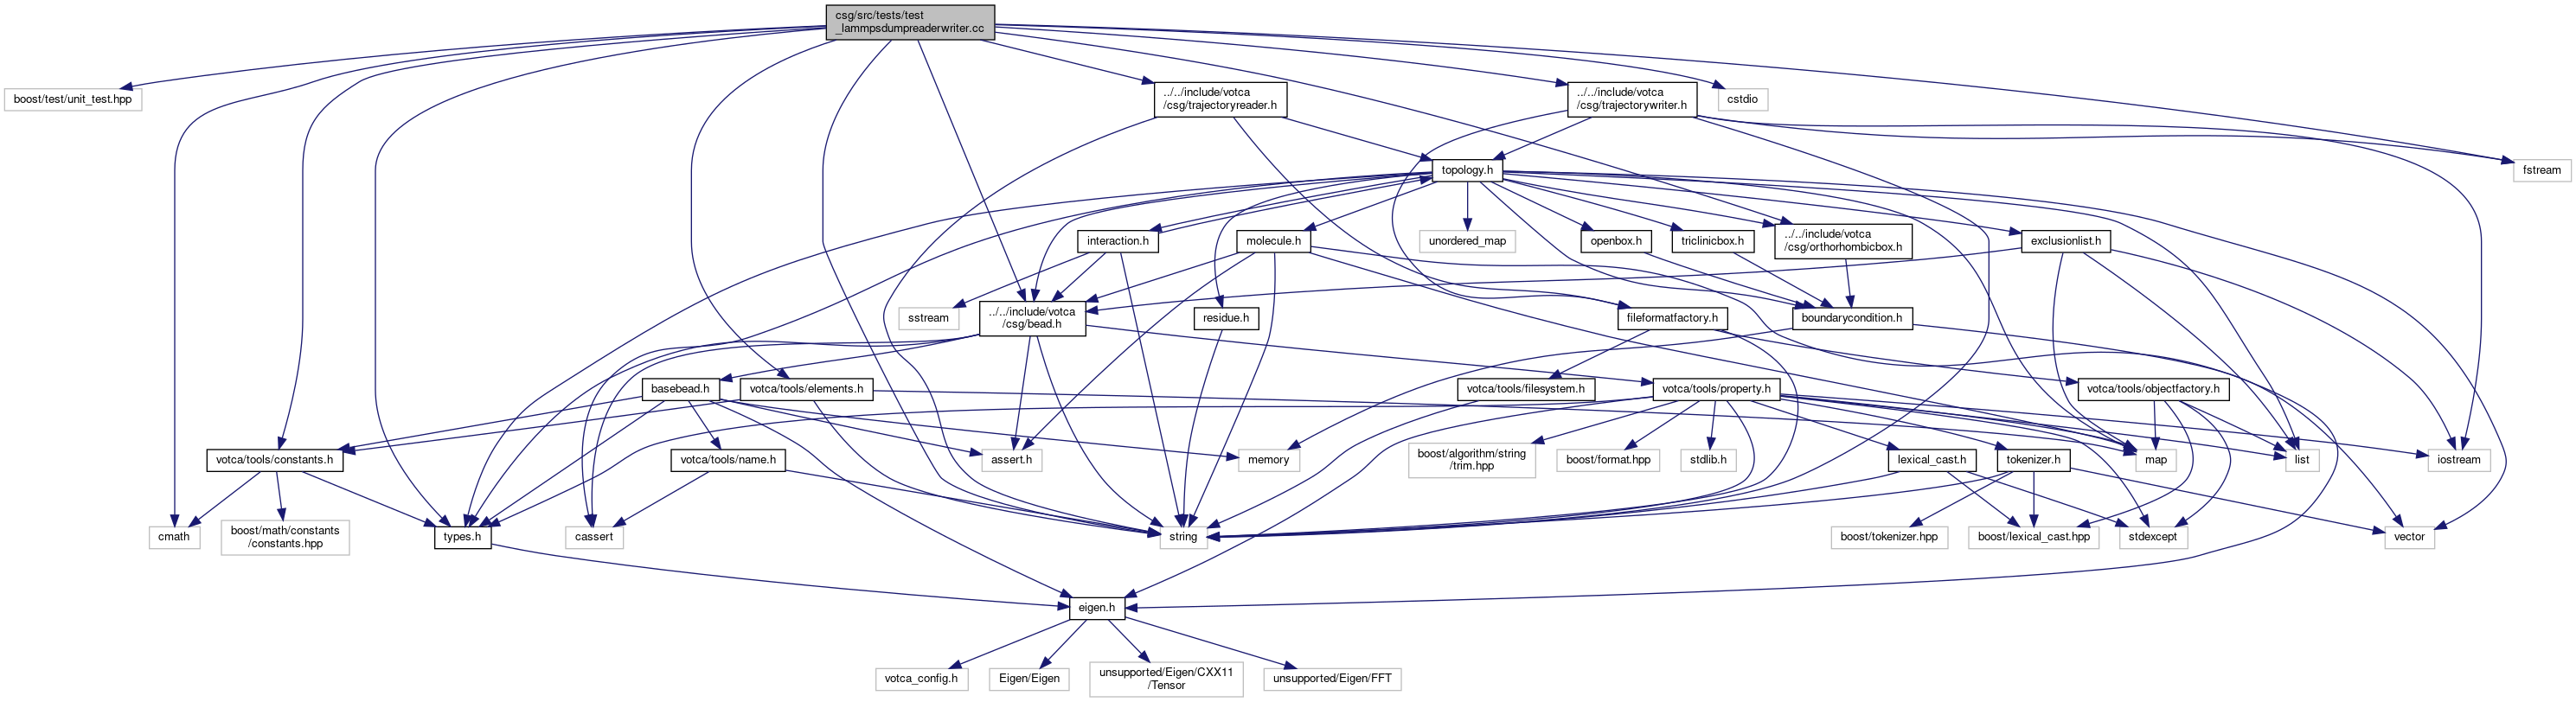 csg/src/tests/test
_lammpsdumpreaderwriter.cc
boost/test/unit_test.hpp
../../include/votca
/csg/trajectoryreader.h
../../include/votca
/csg/trajectorywriter.h
cstdio
topology.h
fstream
interaction.h
molecule.h
unordered_map
openbox.h
triclinicbox.h
../../include/votca
/csg/orthorhombicbox.h
exclusionlist.h
sstream
../../include/votca
/csg/bead.h
residue.h
fileformatfactory.h
boundarycondition.h
basebead.h
votca/tools/elements.h
votca/tools/filesystem.h
votca/tools/property.h
votca/tools/objectfactory.h
votca/tools/constants.h
votca/tools/name.h
assert.h
memory
boost/algorithm/string
/trim.hpp
boost/format.hpp
stdlib.h
lexical_cast.h
tokenizer.h
map
list
iostream
cmath
boost/math/constants
/constants.hpp
types.h
cassert
string
boost/tokenizer.hpp
boost/lexical_cast.hpp
stdexcept
vector
eigen.h
votca_config.h
Eigen/Eigen
unsupported/Eigen/CXX11
/Tensor
unsupported/Eigen/FFT